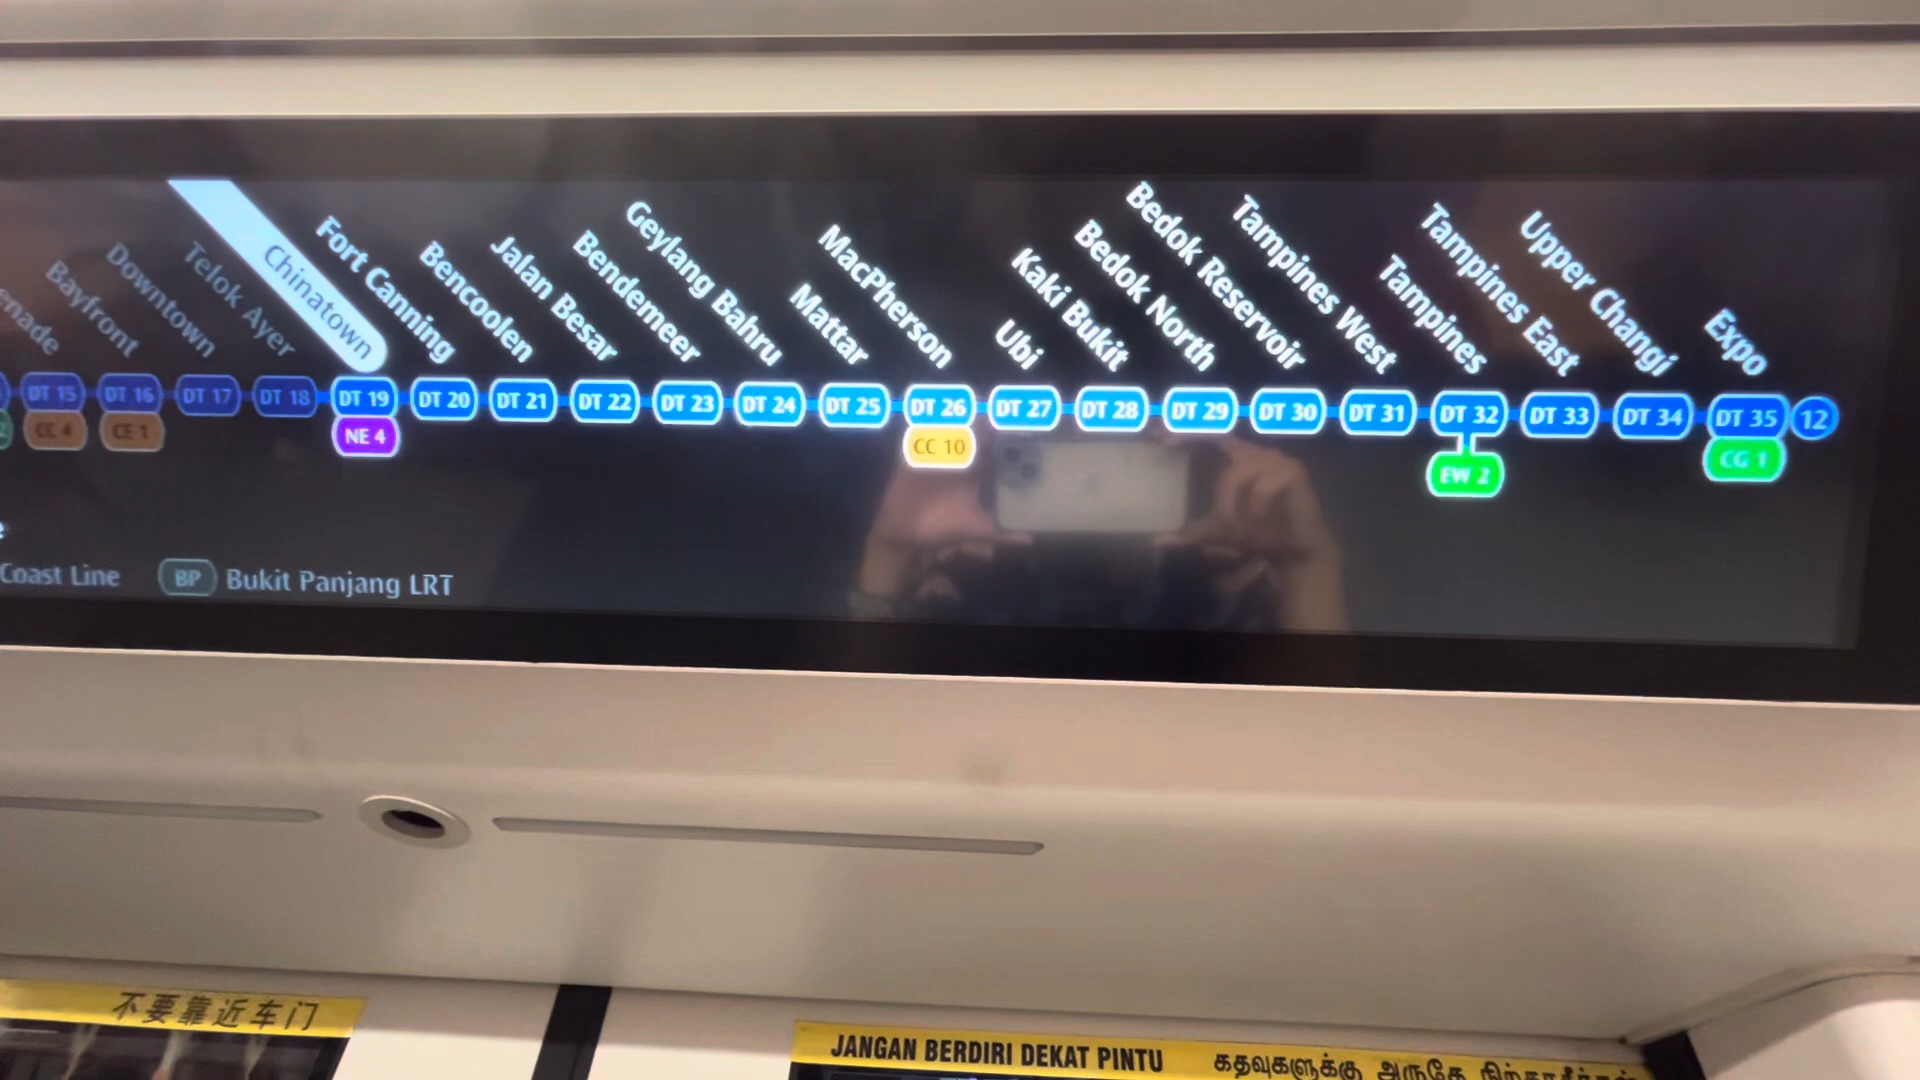 enade
Bayfront
Downtown
Telok Ayer
Chinatown
Fort Canning
Bencoolen
Jalan Besar
Bendemeer
Geylang Bahru
Mattar
MacPherson
Ubi
Kaki Bukit
Bedok North
Bedok Reservoir
Tampines West
Tampines
Tampines East
Upper Changi
Expo
DT 15 DT 16 DT 17 DT 18 DT 19 DT 20 DT 21 DT 22 DT 23 DT 24 DT 25 DT 26 DT 27 DT 28 DT 29 DT 30 DT 31 DT 32 DT 33 DT 34 DT 35 12
2 CC 4 CE 1 NE 4 CC 10 EW 2 CG 1
Coast Line BP Bukit Panjang LRT
不要靠近车门
JANGAN BERDIRI DEKAT PINTU கதவுகளுக்கு அருகே